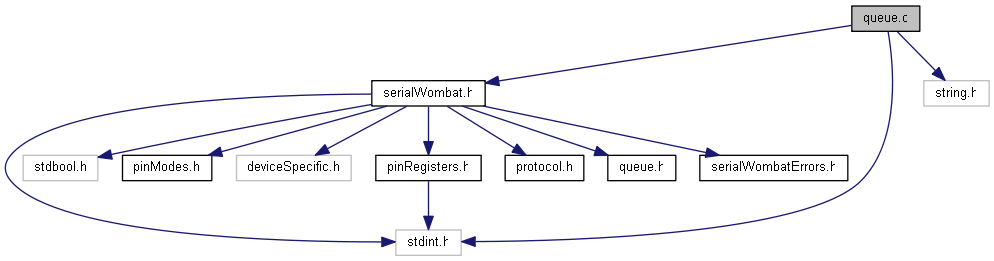 queue.c
serialWombat.h
string.h
stdbool.h
pinModes.h
deviceSpecific.h
pinRegisters.h
protocol.h
queue.h
serialWombatErrors.h
stdint.h